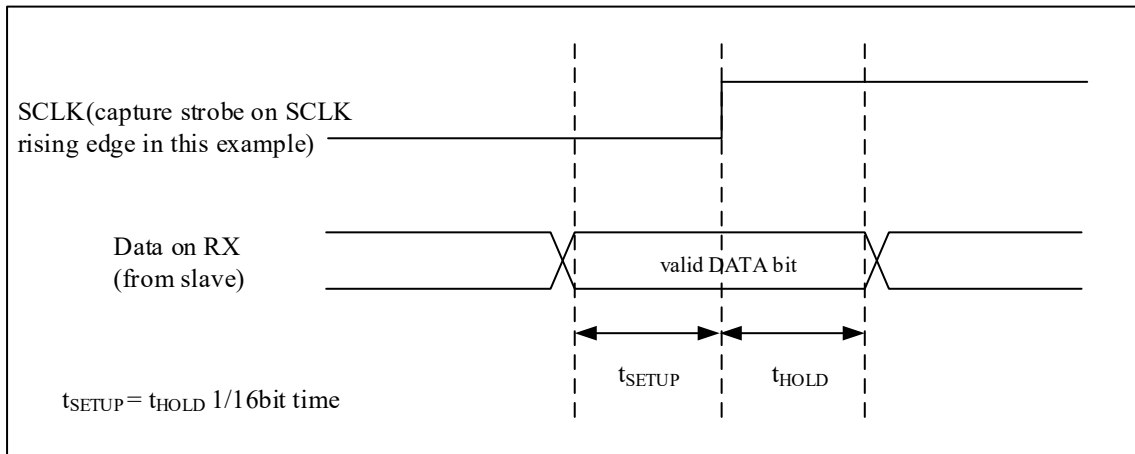 SCLK(capture strobe on SCLK
rising edge in this example)
Data on RX
(from slave)
valid DATA bit
tSETUP
tHOLD
tSETUP = tHOLD 1/16bit time